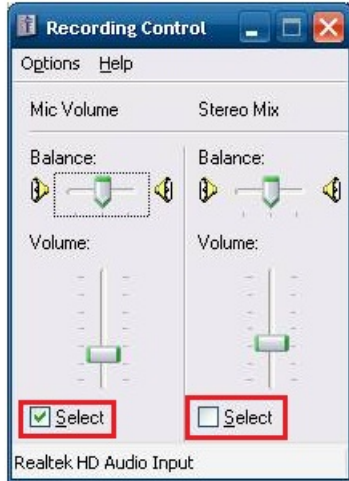 Recording Control
Options Help
Mic Volume Stereo Mix
Balance: Balance:
Volume: Volume:
Select Select
Realtek HD Audio Input